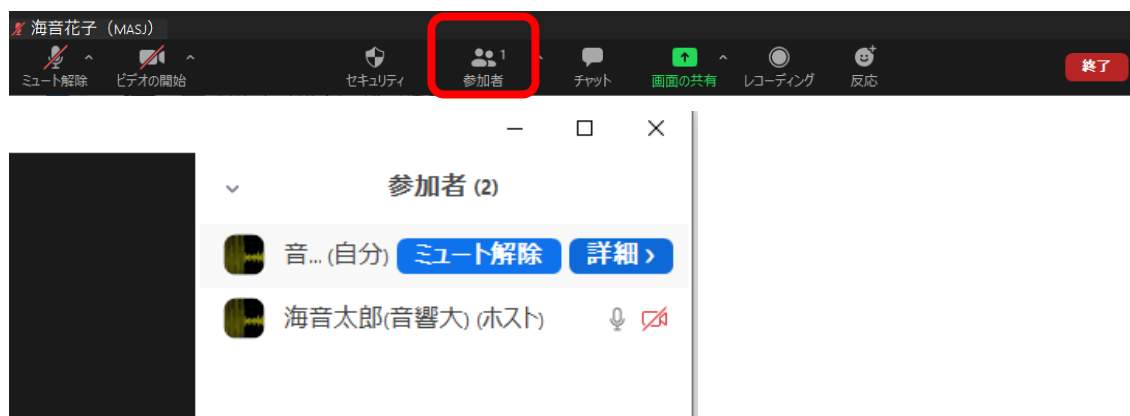 海音花子 (MASJ)
ミュート解除 ビデオの開始 セキュリティ 参加者 1 チャット 画面の共有 レコーディング 反応 終了
参加者 (2)
音... (自分) ミュート解除 詳細 >
海音太郎(音響大) (ホスト)